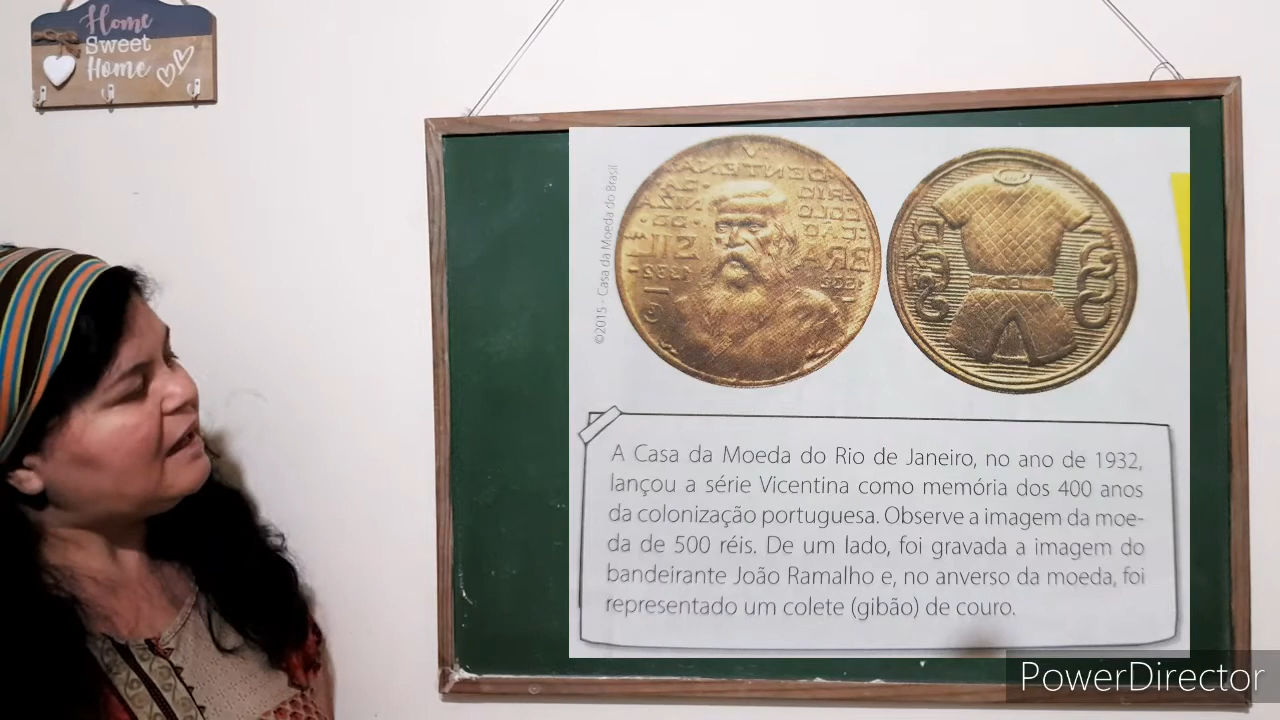 Home
Sweet
Home
©2015 - Casa da Moeda do Brasil
A Casa da Moeda do Rio de Janeiro, no ano de 1932,
lançou a série Vicentina como memória dos 400 anos
da colonização portuguesa. Observe a imagem da moe-
da de 500 réis. De um lado, foi gravada a imagem do
bandeirante João Ramalho e, no anverso da moeda, foi
representado um colete (gibão) de couro.
PowerDirector